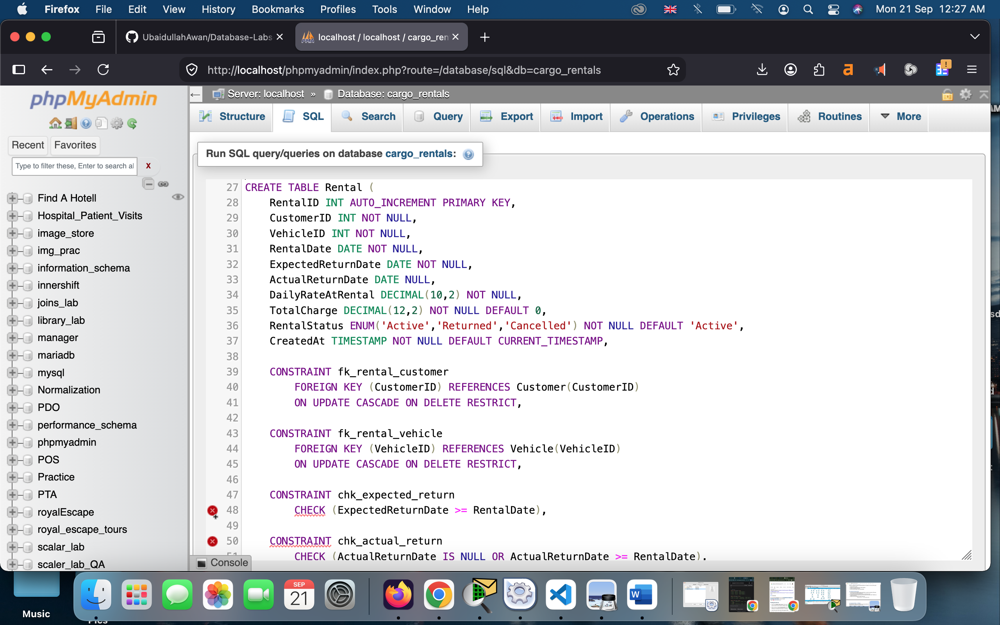 Firefox File Edit View History Bookmarks Profiles Tools Window Help Mon 21 Sep 12:27 AM
UbaidullahAwan/Database-Labs localhost / localhost / cargo_ren
http://localhost/phpmyadmin/index.php?route=/database/sql&db=cargo_rentals
phpMyAdmin
Recent Favorites
Type to filter these, Enter to search al X
Find A Hotell
Hospital_Patient_Visits
image_store
img_prac
information_schema
innershift
joins_lab
library_lab
manager
mariadb
mysql
Normalization
PDO
performance_schema
phpmyadmin
POS
Practice
PTA
royalEscape
royal_escape_tours
scalar_lab
scaler_lab_QA
Server: localhost » Database: cargo_rentals
Structure SQL Search Query Export Import Operations Privileges Routines More
Run SQL query/queries on database cargo_rentals:
27 CREATE TABLE Rental (
28 RentalID INT AUTO_INCREMENT PRIMARY KEY,
29 CustomerID INT NOT NULL,
30 VehicleID INT NOT NULL,
31 RentalDate DATE NOT NULL,
32 ExpectedReturnDate DATE NOT NULL,
33 ActualReturnDate DATE NULL,
34 DailyRateAtRental DECIMAL(10,2) NOT NULL,
35 TotalCharge DECIMAL(12,2) NOT NULL DEFAULT 0,
36 RentalStatus ENUM('Active','Returned','Cancelled') NOT NULL DEFAULT 'Active',
37 CreatedAt TIMESTAMP NOT NULL DEFAULT CURRENT_TIMESTAMP,
38
39 CONSTRAINT fk_rental_customer
40 FOREIGN KEY (CustomerID) REFERENCES Customer(CustomerID)
41 ON UPDATE CASCADE ON DELETE RESTRICT,
42
43 CONSTRAINT fk_rental_vehicle
44 FOREIGN KEY (VehicleID) REFERENCES Vehicle(VehicleID)
45 ON UPDATE CASCADE ON DELETE RESTRICT,
46
47 CONSTRAINT chk_expected_return
48 CHECK (ExpectedReturnDate >= RentalDate),
49
50 CONSTRAINT chk_actual_return
51 CHECK (ActualReturnDate IS NULL OR ActualReturnDate >= RentalDate),
Console
SEP
21
Music